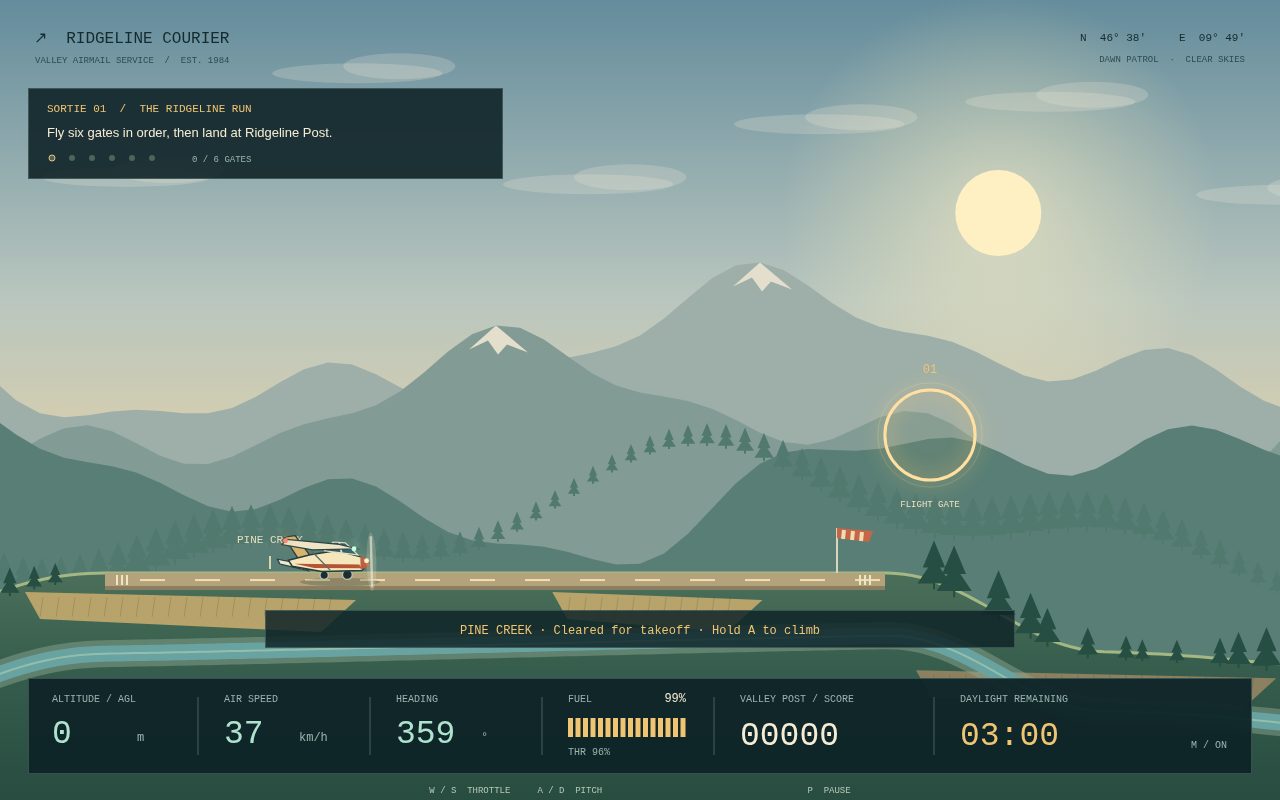 ↗ RIDGELINE COURIER
VALLEY AIRMAIL SERVICE / EST. 1984
N 46° 38' E 09° 49'
DAWN PATROL · CLEAR SKIES
SORTIE 01 / THE RIDGELINE RUN
Fly six gates in order, then land at Ridgeline Post.
0 / 6 GATES
01
FLIGHT GATE
PINE
PINE CREEK · Cleared for takeoff · Hold A to climb
ALTITUDE / AGL
0 m
AIR SPEED
37 km/h
HEADING
359 °
FUEL 99%
THR 96%
VALLEY POST / SCORE
00000
DAYLIGHT REMAINING
03:00
M / ON
W / S THROTTLE A / D PITCH P PAUSE